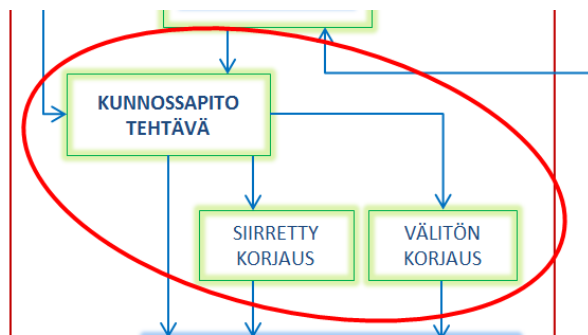 KUNNOSSAPITO
TEHTÄVÄ
SIIRRETTY
KORJAUS
VÄLITÖN
KORJAUS